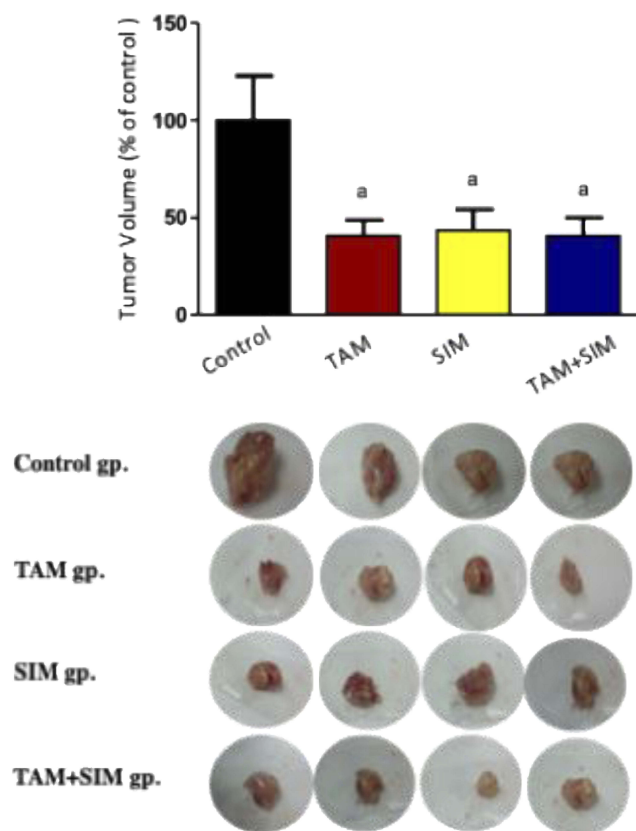 150
100
50
0
Tumor Volume (% of control )
a
a
a
Control
TAM
SIM
TAM+SIM
Control gp.
TAM gp.
SIM gp.
TAM+SIM gp.